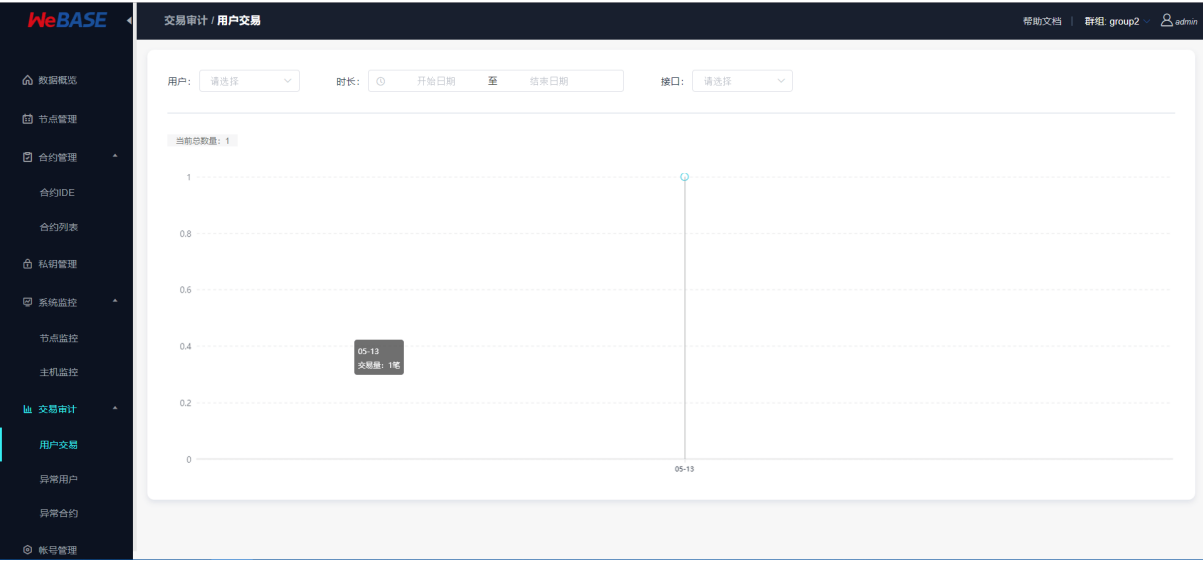 WeBASE
交易审计 / 用户交易
帮助文档
群组: group2
admin
数据概览
节点管理
合约管理
合约IDE
合约列表
私钥管理
系统监控
节点监控
主机监控
交易审计
用户交易
异常用户
异常合约
帐号管理
用户: 请选择
时长: 开始日期 至 结束日期
接口: 请选择
当前总数量: 1
1
0.8
0.6
0.4
0.2
0
05-13
交易量: 1笔
05-13